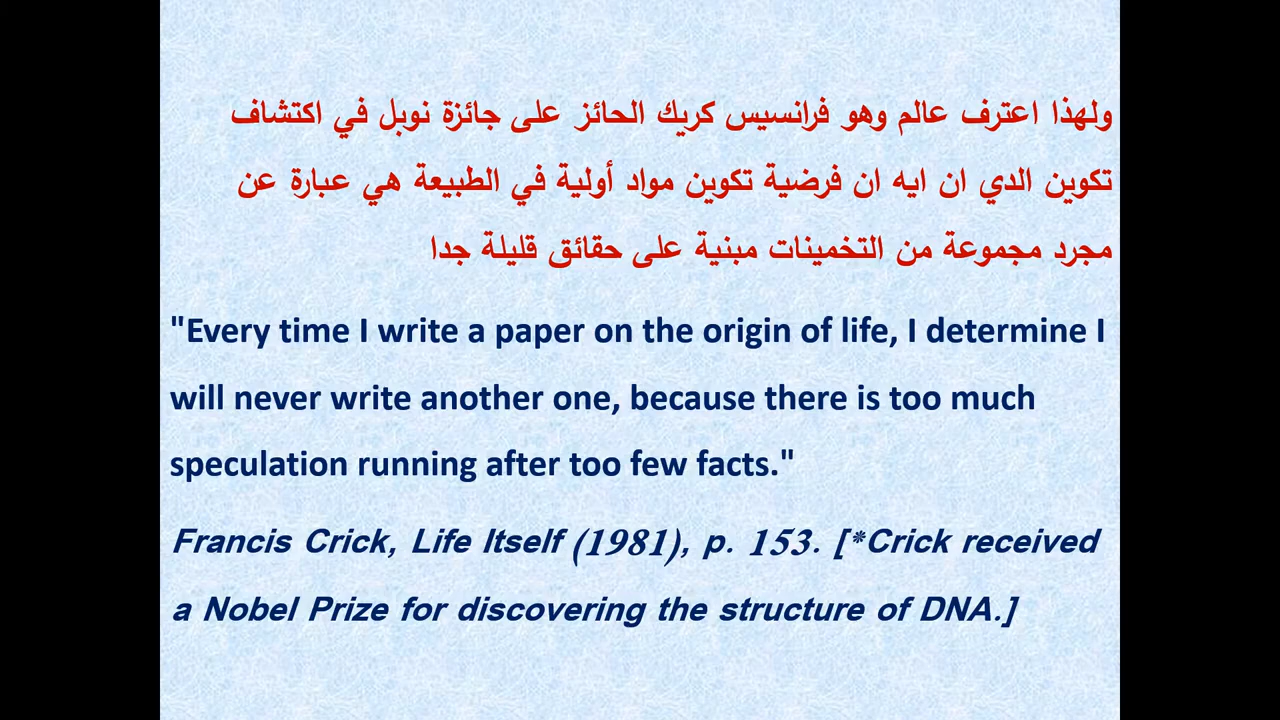 ولهذا اعترف عالم وهو فرانسيس كريك الحائز على جائزة نوبل في اكتشاف
تكوين الدي ان ايه ان فرضية تكوين مواد أولية في الطبيعة هي عبارة عن
مجرد مجموعة من التخمينات مبنية على حقائق قليلة جدا
"Every time I write a paper on the origin of life, I determine I
will never write another one, because there is too much
speculation running after too few facts."
Francis Crick, Life Itself (1981), p. 153. [*Crick received
a Nobel Prize for discovering the structure of DNA.]